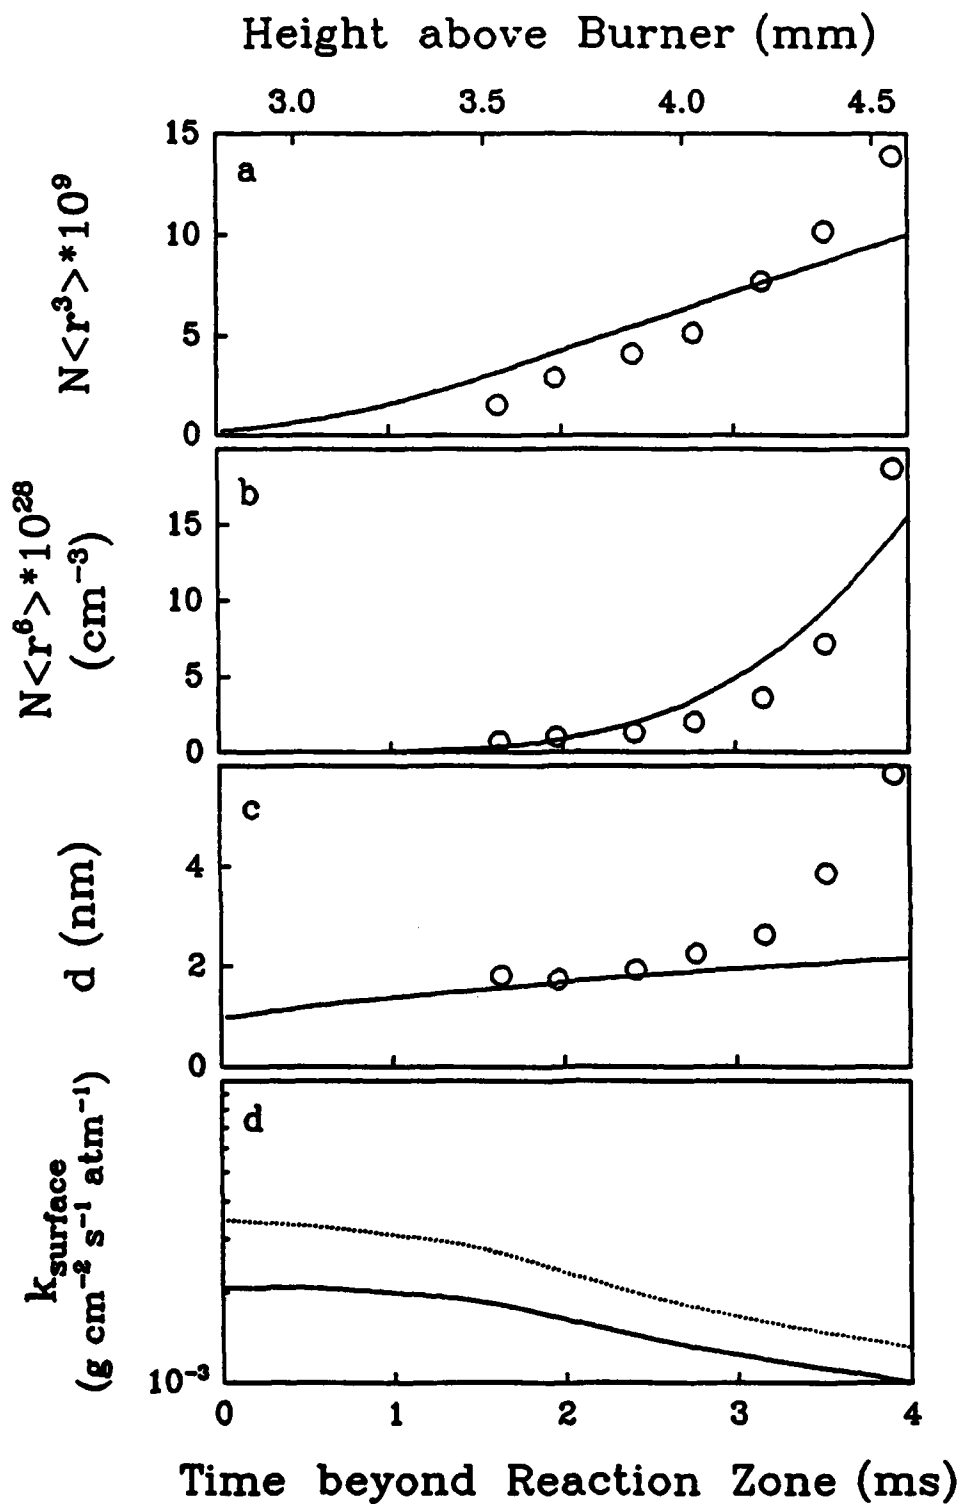 Height above Burner (mm)
3.0 3.5 4.0 4.5
15
a
N<r³>*10⁹
10
5
0
b
N<r⁶>*10²⁸
(cm⁻³)
15
10
5
0
c
d (nm)
4
2
0
d
k_surface
(g cm⁻² s⁻¹ atm⁻¹)
10⁻³
0 1 2 3 4
Time beyond Reaction Zone (ms)